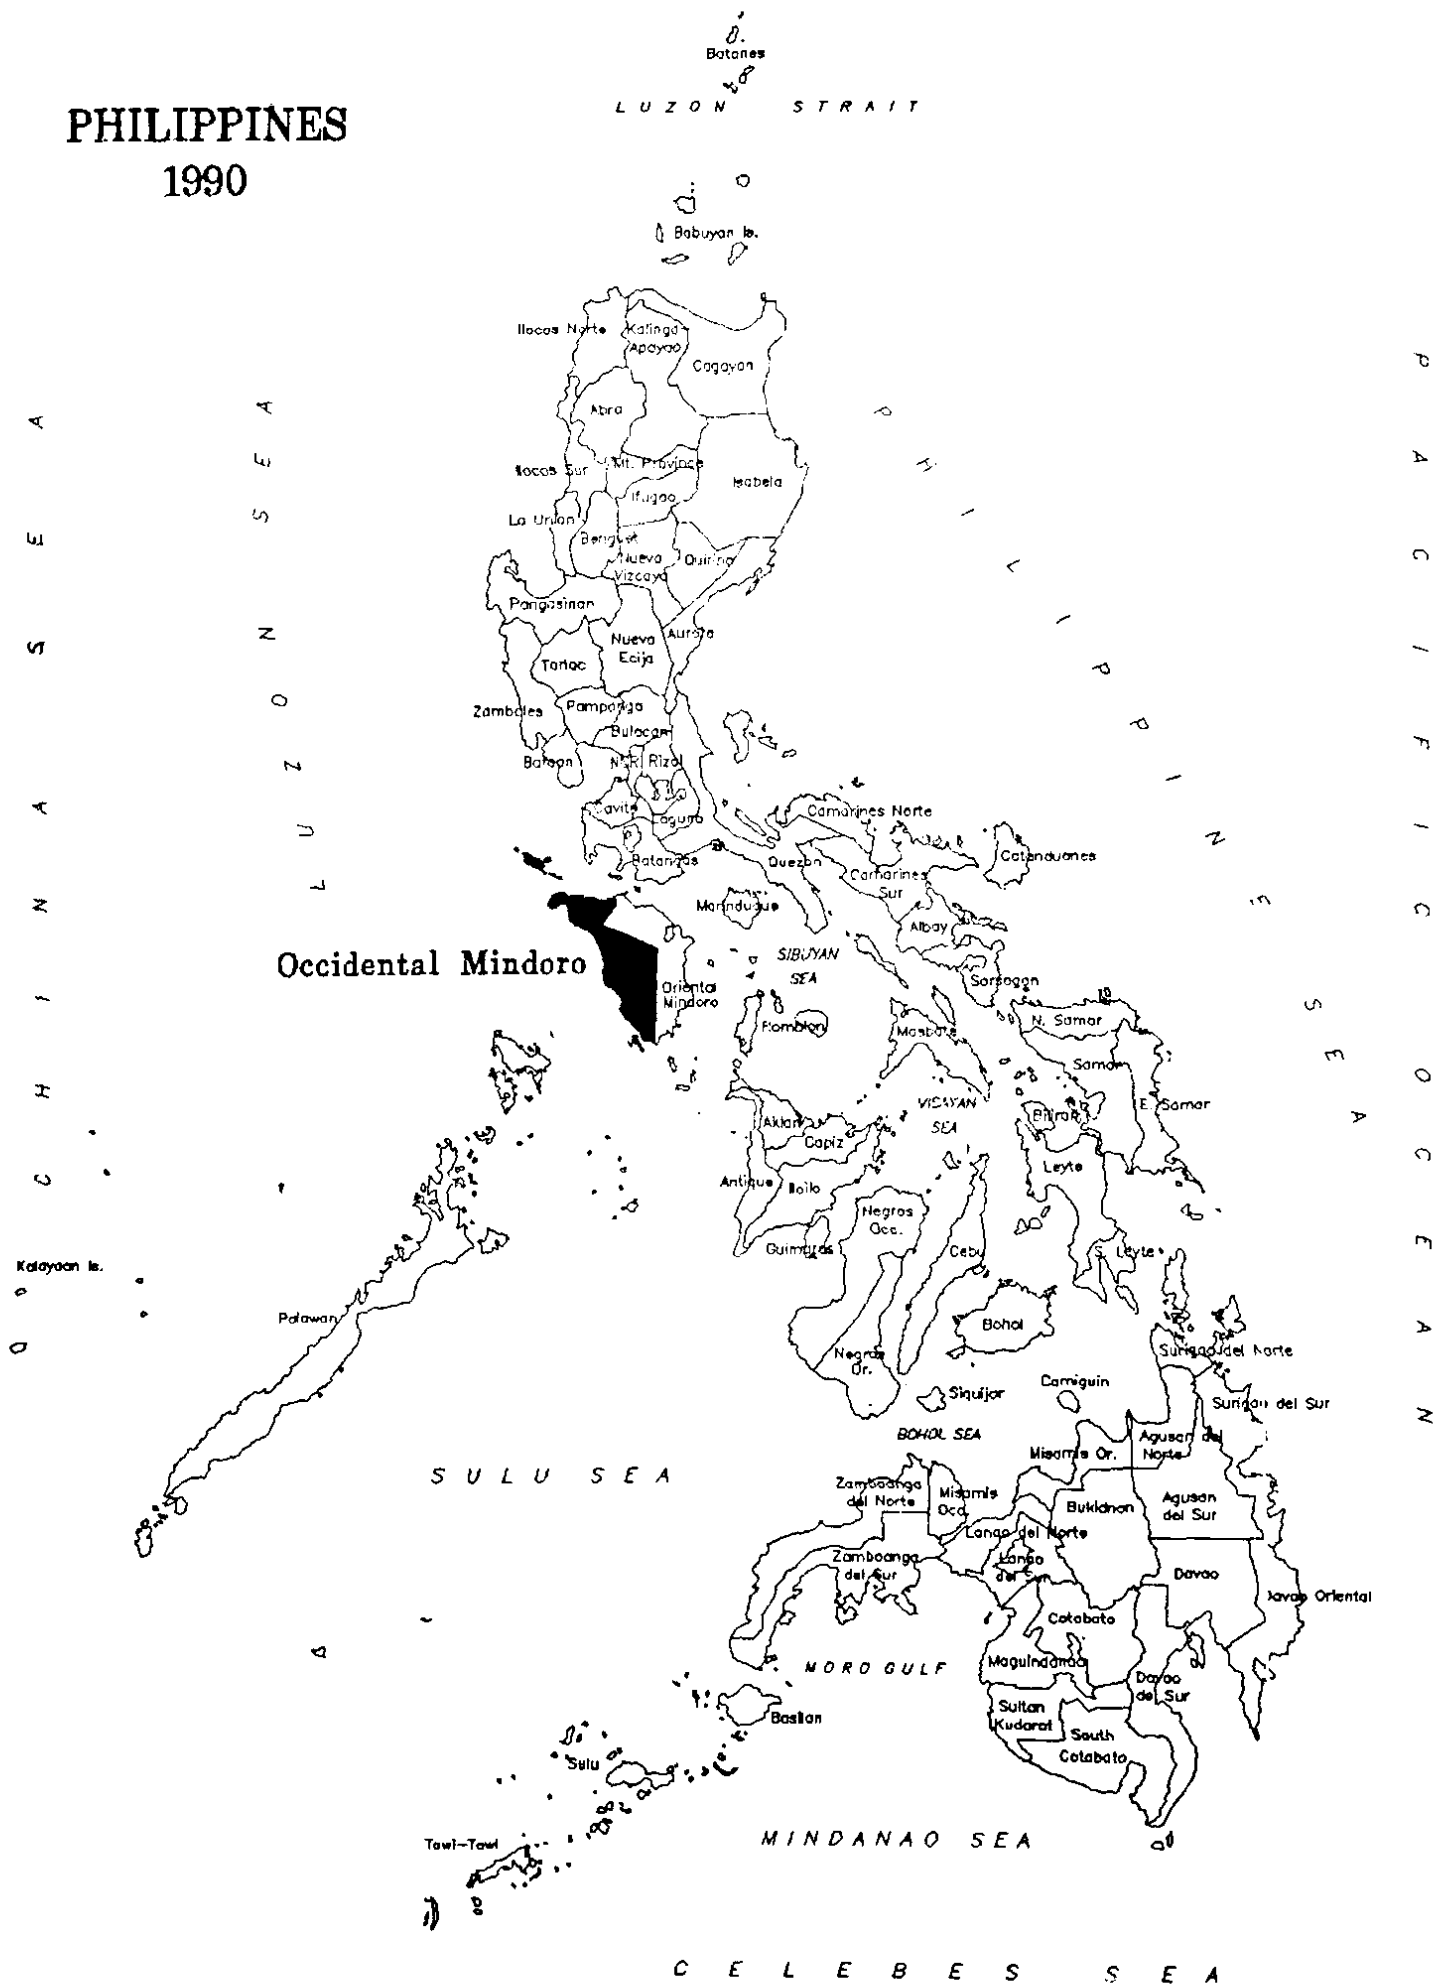 Batanes
LUZON STRAIT
PHILIPPINES
1990
Babuyan Is.
Ilocos Norte
Kalinga-
Apayao
Cagayan
Abra
Ilocos Sur
Mt. Province
Isabela
Ifugao
La Union
Benguet
Nueva
Vizcaya
Quirino
Pangasinan
Nueva
Ecija
Aurora
Tarlac
Zambales
Pampanga
Bulacan
Bataan
NCR
Rizal
Cavite
Laguna
Camarines Norte
Batangas
Quezon
Catanduanes
Camarines
Sur
Marinduque
Albay
Occidental Mindoro
SIBUYAN
SEA
Oriental
Mindoro
Sorsogon
Romblon
Masbate
N. Samar
Samar
VISAYAN
SEA
Biliran
E. Samar
Aklan
Capiz
Leyte
Antique
Iloilo
Negros
Occ.
Guimaras
Cebu
S. Leyte
Kalayaan Is.
Palawan
Bohol
Negros
Or.
Surigao del Norte
Siquijor
Camiguin
Surigao del Sur
BOHOL SEA
Misamis Or.
Agusan del
Norte
SULU SEA
Zamboanga
del Norte
Misamis
Occ.
Bukidnon
Agusan
del Sur
Lanao del Norte
Lanao
del Sur
Zamboanga
del Sur
Davao
Davao Oriental
Cotabato
MORO GULF
Maguindanao
Davao
del Sur
Basilan
Sultan
Kudarat
South
Cotabato
Sulu
Tawi-Tawi
MINDANAO SEA
CELEBES SEA
CHINA SEA
LUZON SEA
PHILIPPINE SEA
PACIFIC OCEAN